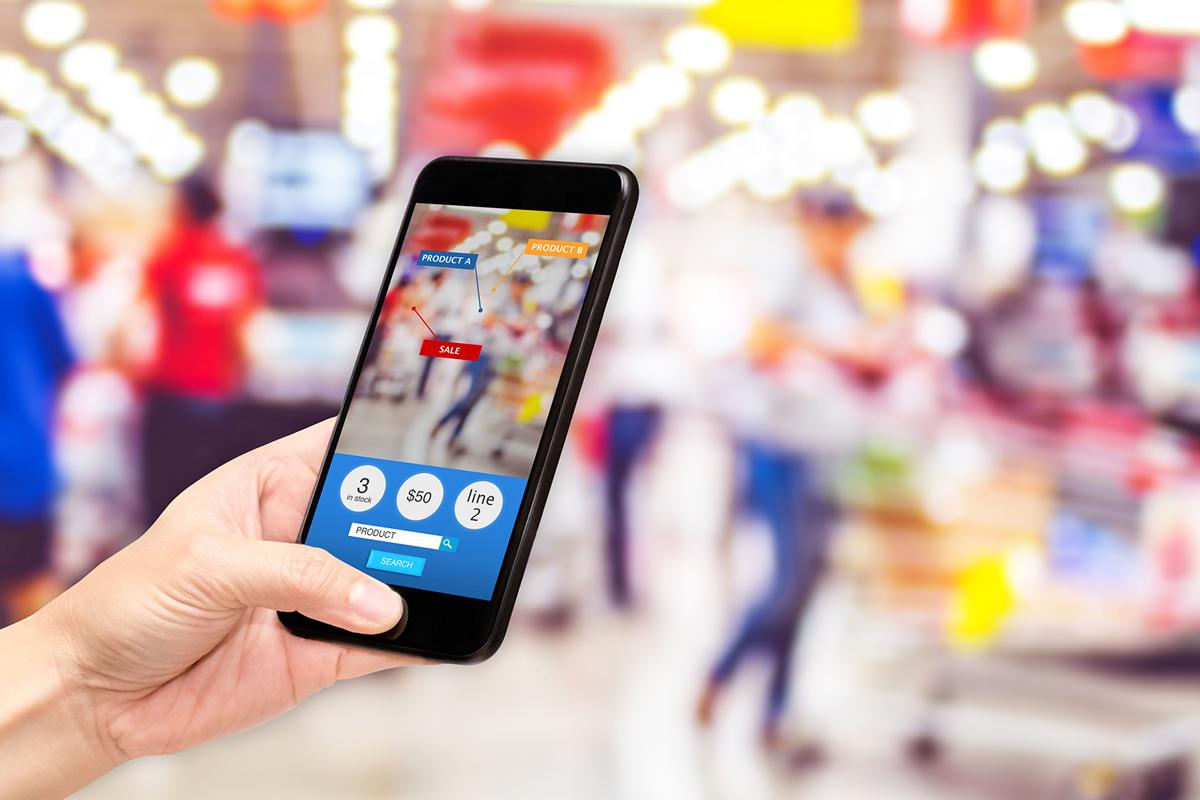 PRODUCT B
PRODUCT A
SALE
3
in stock
$50
line
2
PRODUCT
SEARCH